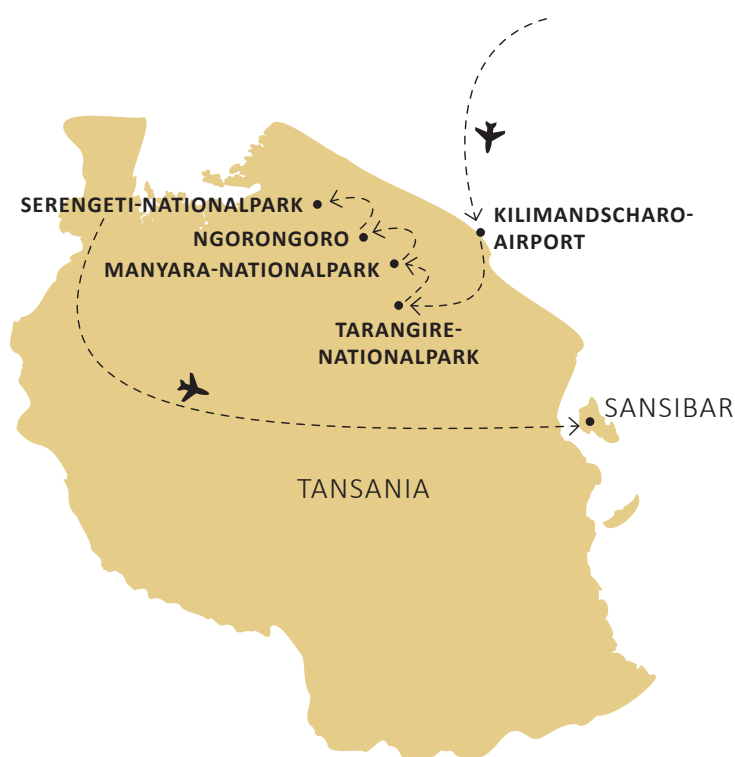 SERENGETI-NATIONALPARK
NGORONGORO
MANYARA-NATIONALPARK
KILIMANDSCHARO-
AIRPORT
TARANGIRE-
NATIONALPARK
SANSIBAR
TANSANIA